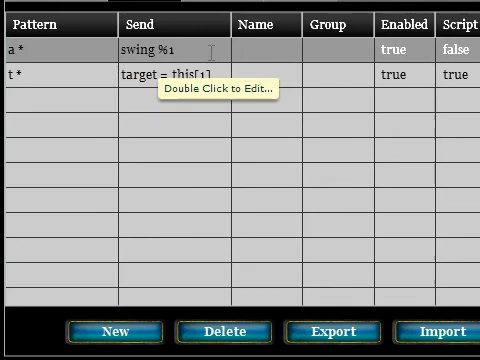 Pattern Send Name Group Enabled Script
a * swing %1 true false
t * target = this[1] true true
Double Click to Edit...
New Delete Export Import